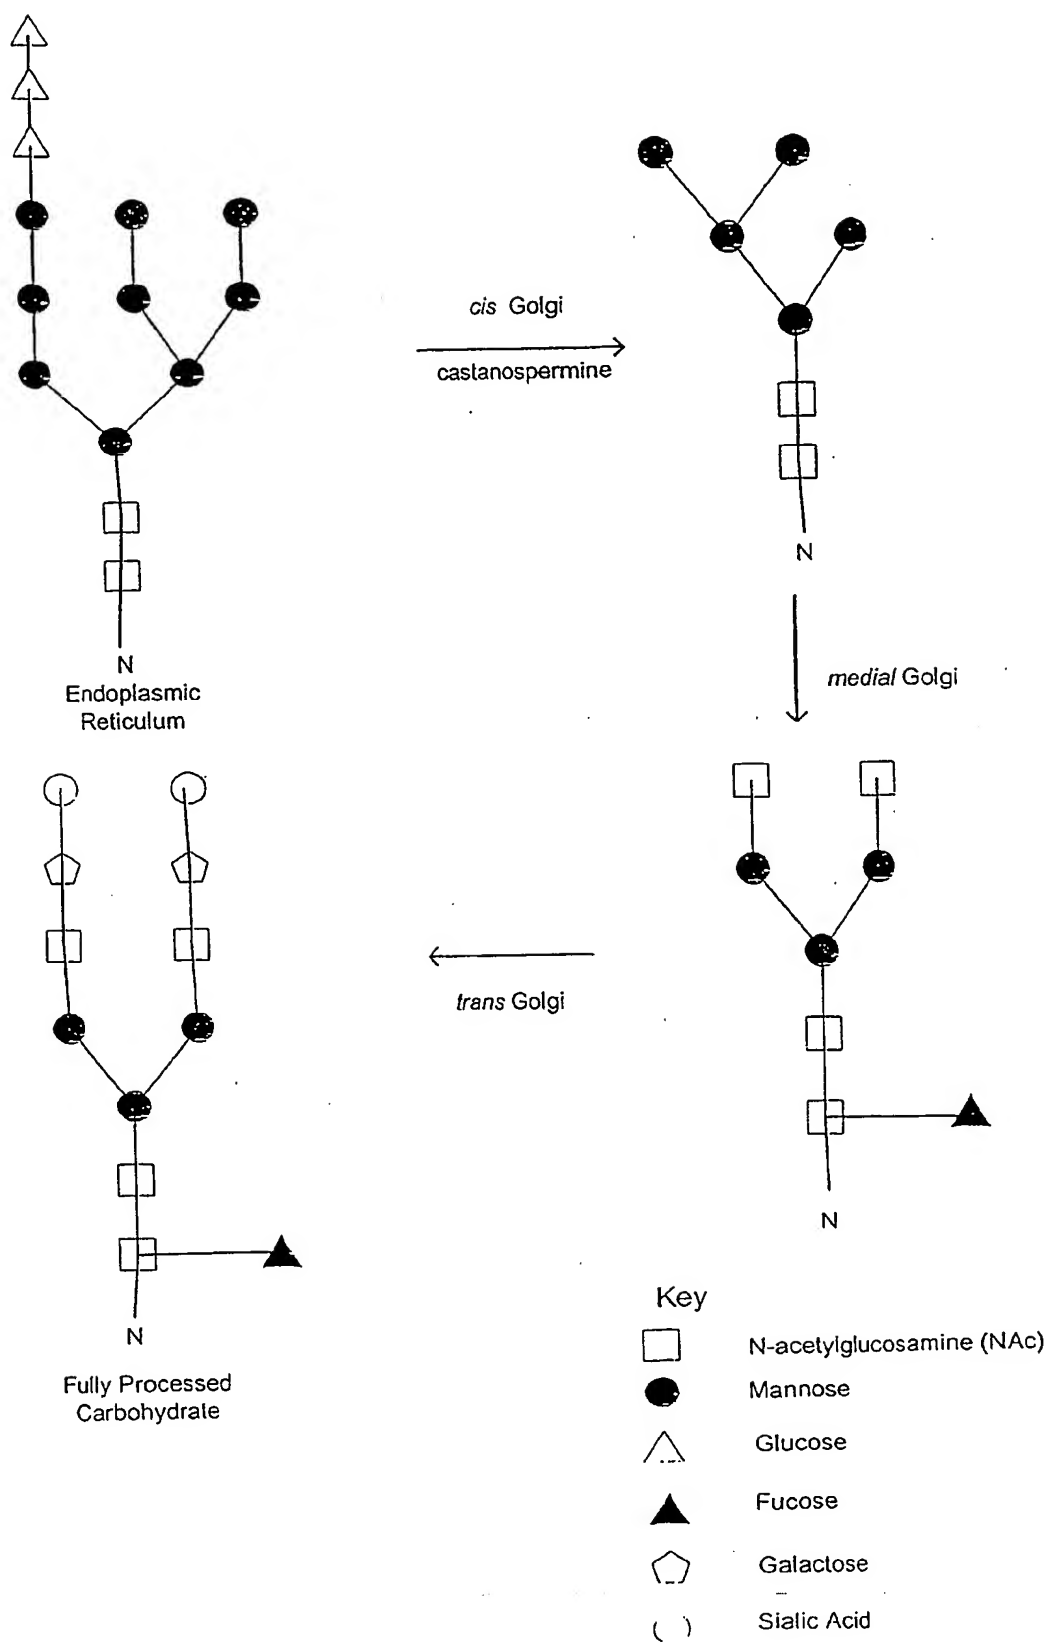 N
Endoplasmic
Reticulum
cis Golgi
castanospermine
N
medial Golgi
N
trans Golgi
N
Fully Processed
Carbohydrate
Key
N-acetylglucosamine (NAc)
Mannose
Glucose
Fucose
Galactose
Sialic Acid